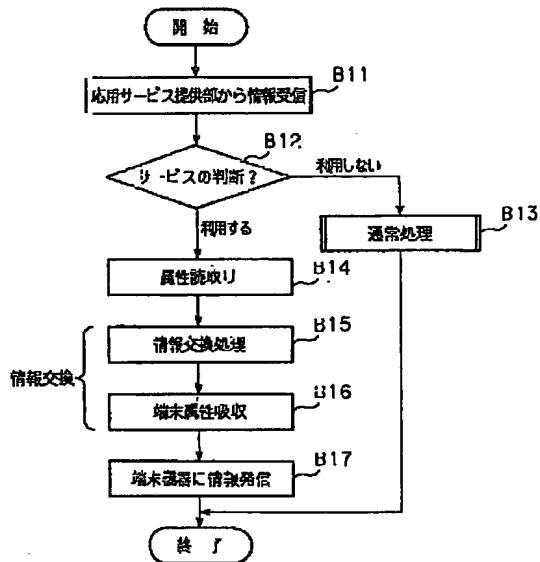 開始
応用サービス提供部から情報受信
B11
B12
サービスの判断?
利用しない
利用する
通常処理
B13
属性読取り
B14
情報交換
情報交換処理
B15
端末属性吸収
B16
端末機器に情報発信
B17
終了